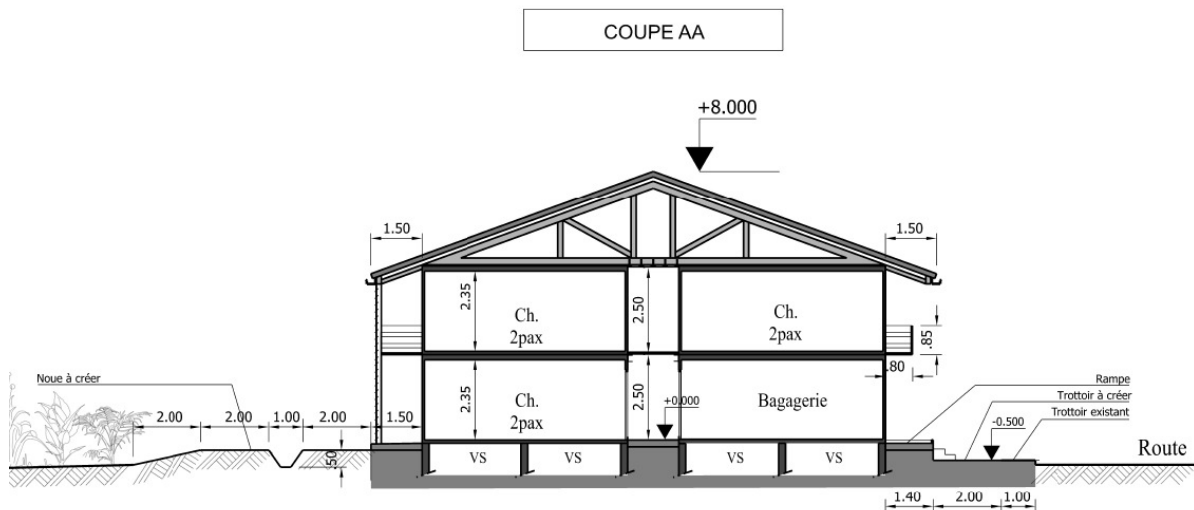 COUPE AA
+8.000
1.50
1.50
2.35
2.50
Ch.
2pax
Ch.
2pax
.85
.80
Noue à créer
2.00
2.00
1.00
2.00
1.50
.50
2.35
2.50
Ch.
2pax
+0.000
Bagagerie
Rampe
Trottoir à créer
Trottoir existant
-0.500
Route
VS
VS
VS
VS
1.40
2.00
1.00